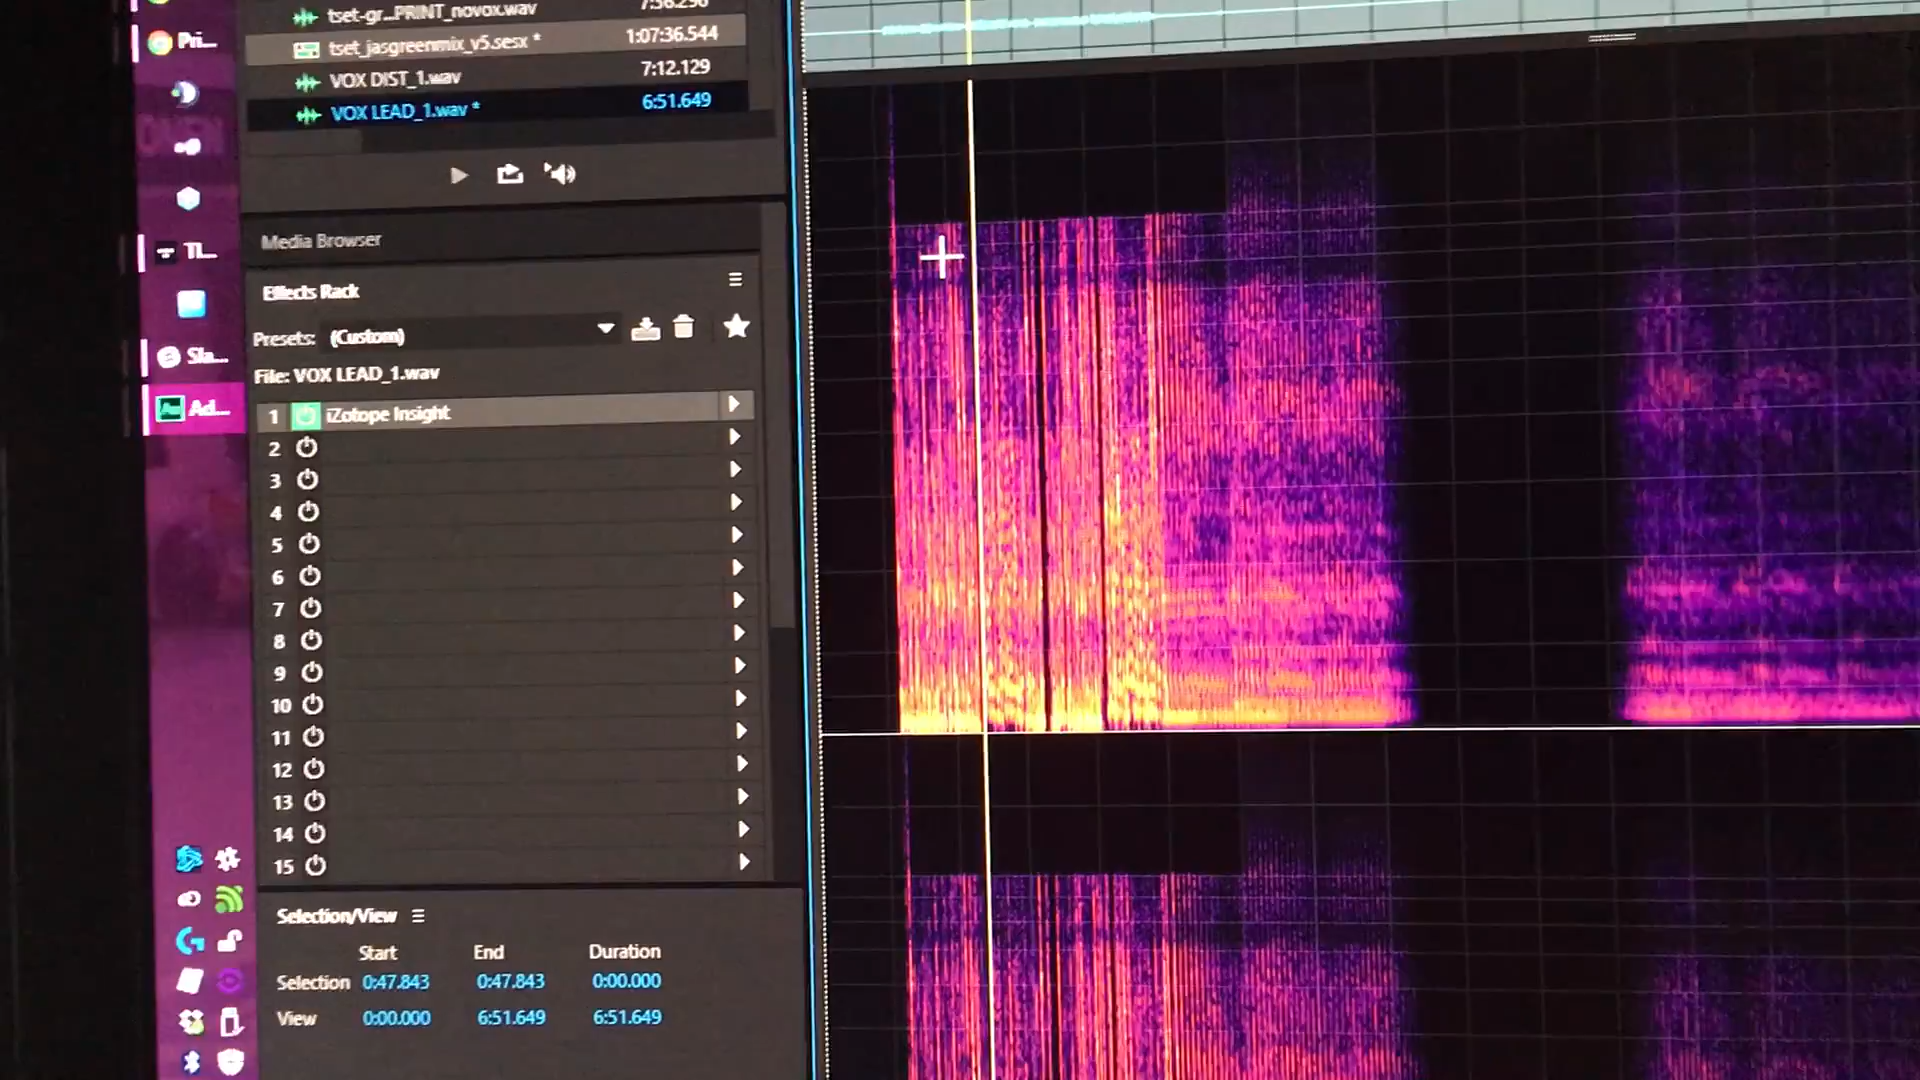 tset-gr...PRINT_novox.wav 7:56.296
Pri...
tset_jasgreenmix_v5.sesx * 1:07:36.544
VOX DIST_1.wav 7:12.129
VOX LEAD_1.wav * 6:51.649
TL...
Media Browser
Effects Rack
Presets: (Custom)
Sla...
File: VOX LEAD_1.wav
Ad...
1 iZotope Insight
2
3
4
5
6
7
8
9
10
11
12
13
14
15
Selection/View
Start End Duration
Selection 0:47.843 0:47.843 0:00.000
View 0:00.000 6:51.649 6:51.649